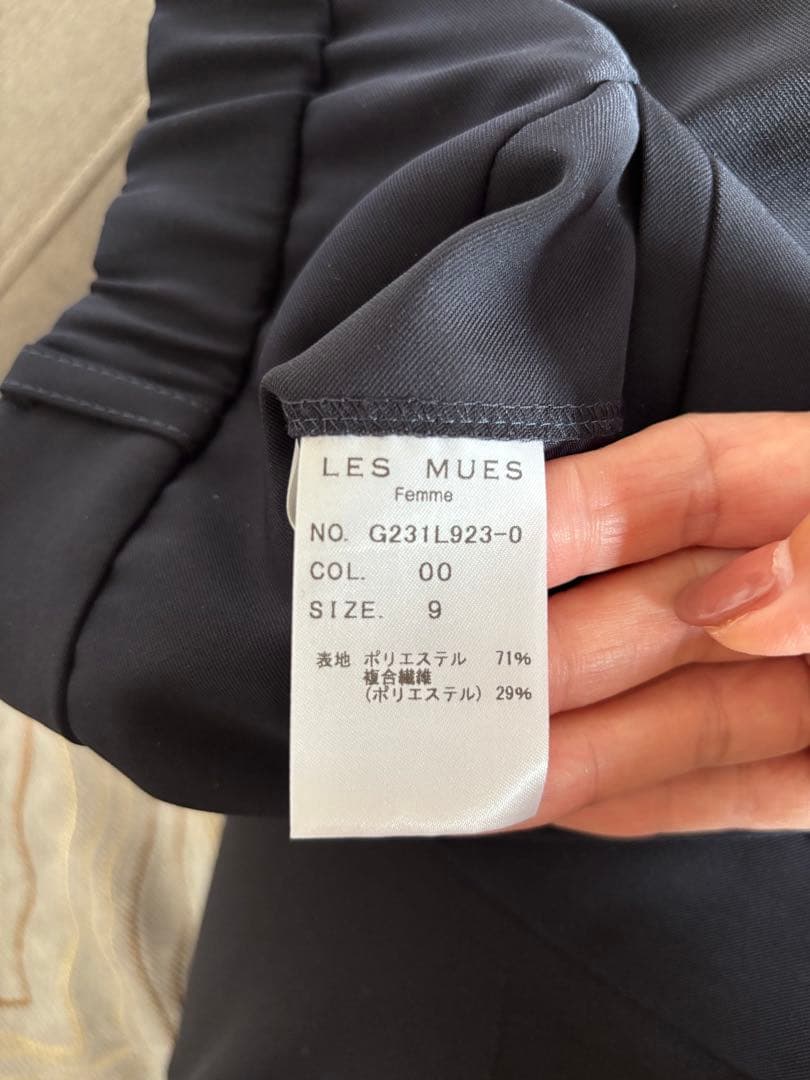 LES MUES
Femme
NO. G231L923-0
COL. 00
SIZE. 9
表地 ポリエステル 71%
複合繊維
(ポリエステル) 29%